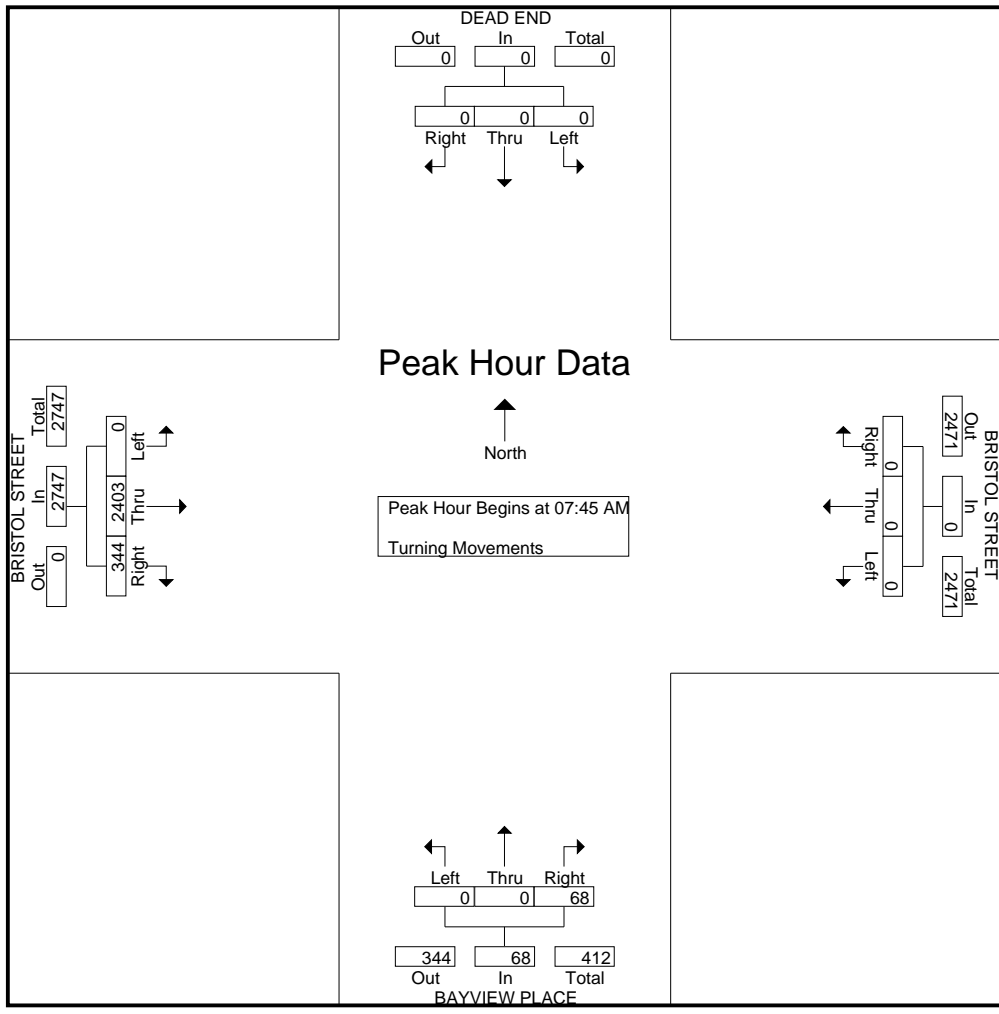 DEAD END
Out In Total
0 0 0
0 0 0
Right Thru Left
Peak Hour Data
North
Peak Hour Begins at 07:45 AM
Turning Movements
BRISTOL STREET
Out In Total
0 2747 2747
344 2403 0
Right Thru Left
BRISTOL STREET
Out In Total
2471 0 2471
0 0 0
Right Thru Left
Left Thru Right
0 0 68
344 68 412
Out In Total
BAYVIEW PLACE